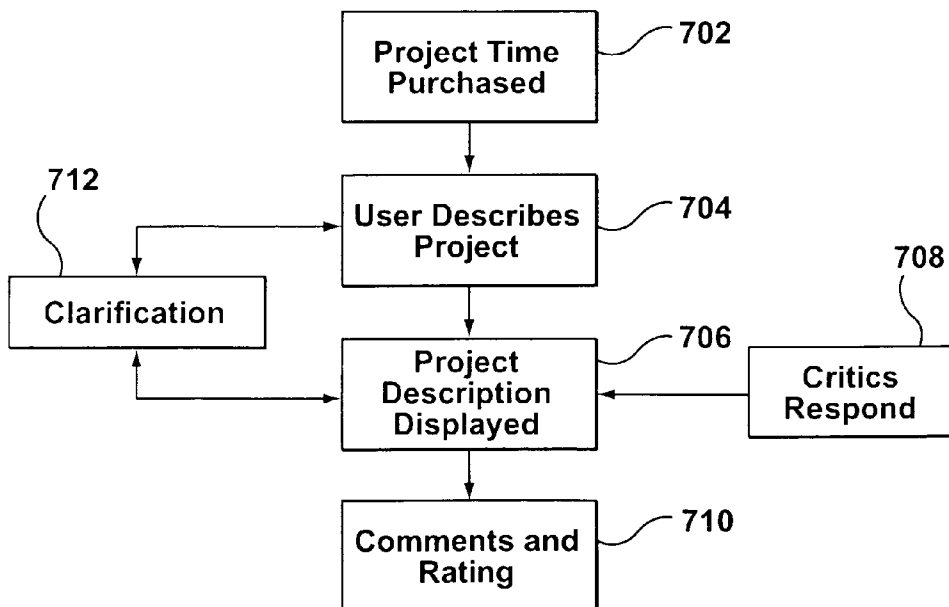 702
Project Time
Purchased
712
704
User Describes
Project
708
Clarification
706
Project
Description
Displayed
Critics
Respond
710
Comments and
Rating